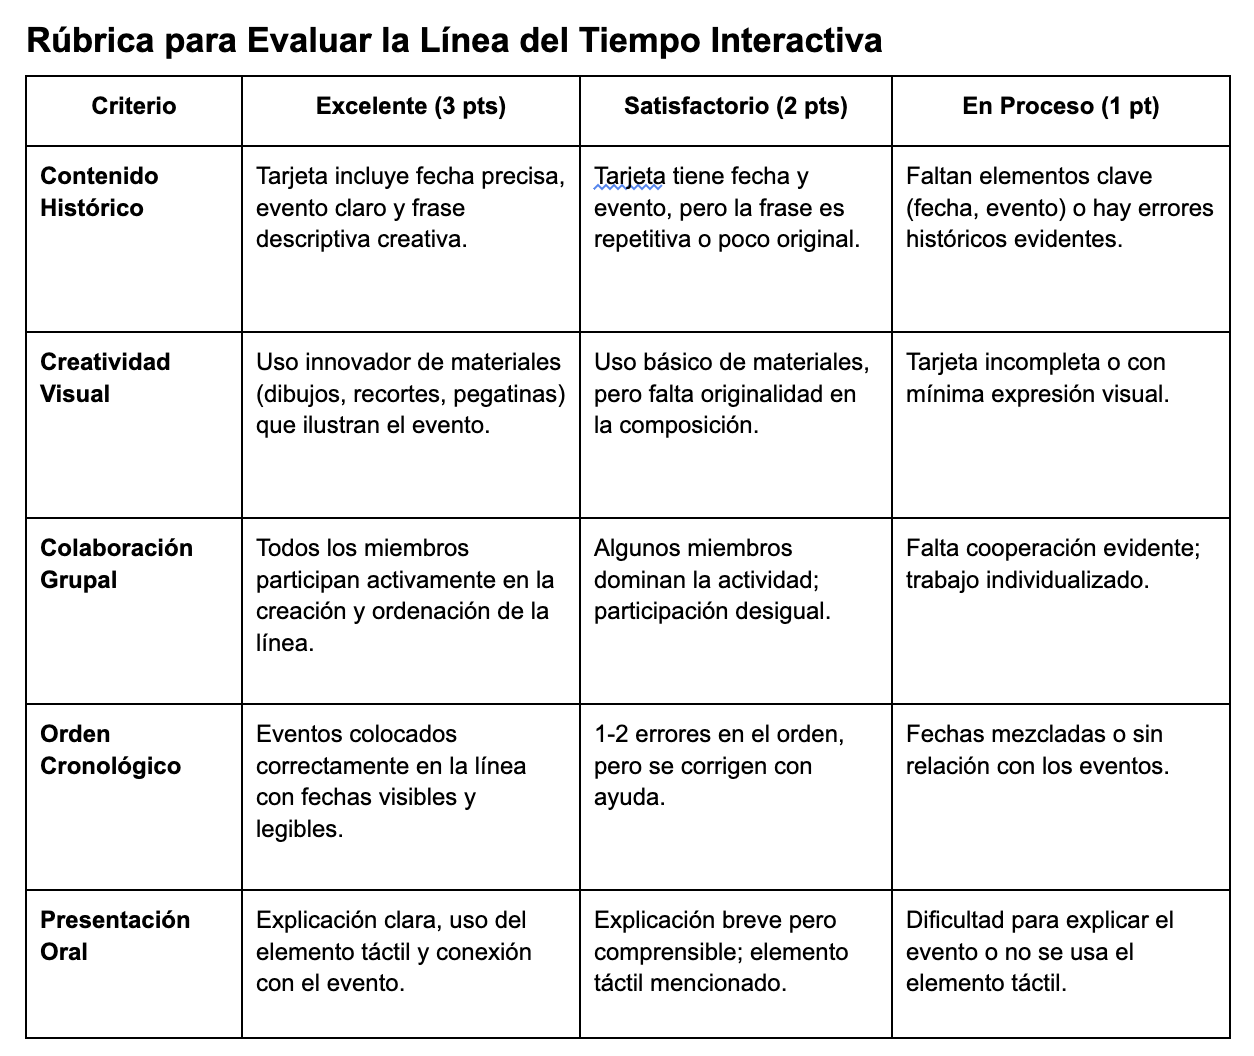 Rúbrica para Evaluar la Línea del Tiempo Interactiva
Criterio
Excelente (3 pts)
Satisfactorio (2 pts)
En Proceso (1 pt)
Contenido
Histórico
Tarjeta incluye fecha precisa,
evento claro y frase
descriptiva creativa.
Tarjeta tiene fecha y
evento, pero la frase es
repetitiva o poco original.
Faltan elementos clave
(fecha, evento) o hay errores
históricos evidentes.
Creatividad
Visual
Uso innovador de materiales
(dibujos, recortes, pegatinas)
que ilustran el evento.
Uso básico de materiales,
pero falta originalidad en
la composición.
Tarjeta incompleta o con
mínima expresión visual.
Colaboración
Grupal
Todos los miembros
participan activamente en la
creación y ordenación de la
línea.
Algunos miembros
dominan la actividad;
participación desigual.
Falta cooperación evidente;
trabajo individualizado.
Orden
Cronológico
Eventos colocados
correctamente en la línea
con fechas visibles y
legibles.
1-2 errores en el orden,
pero se corrigen con
ayuda.
Fechas mezcladas o sin
relación con los eventos.
Presentación
Oral
Explicación clara, uso del
elemento táctil y conexión
con el evento.
Explicación breve pero
comprensible; elemento
táctil mencionado.
Dificultad para explicar el
evento o no se usa el
elemento táctil.